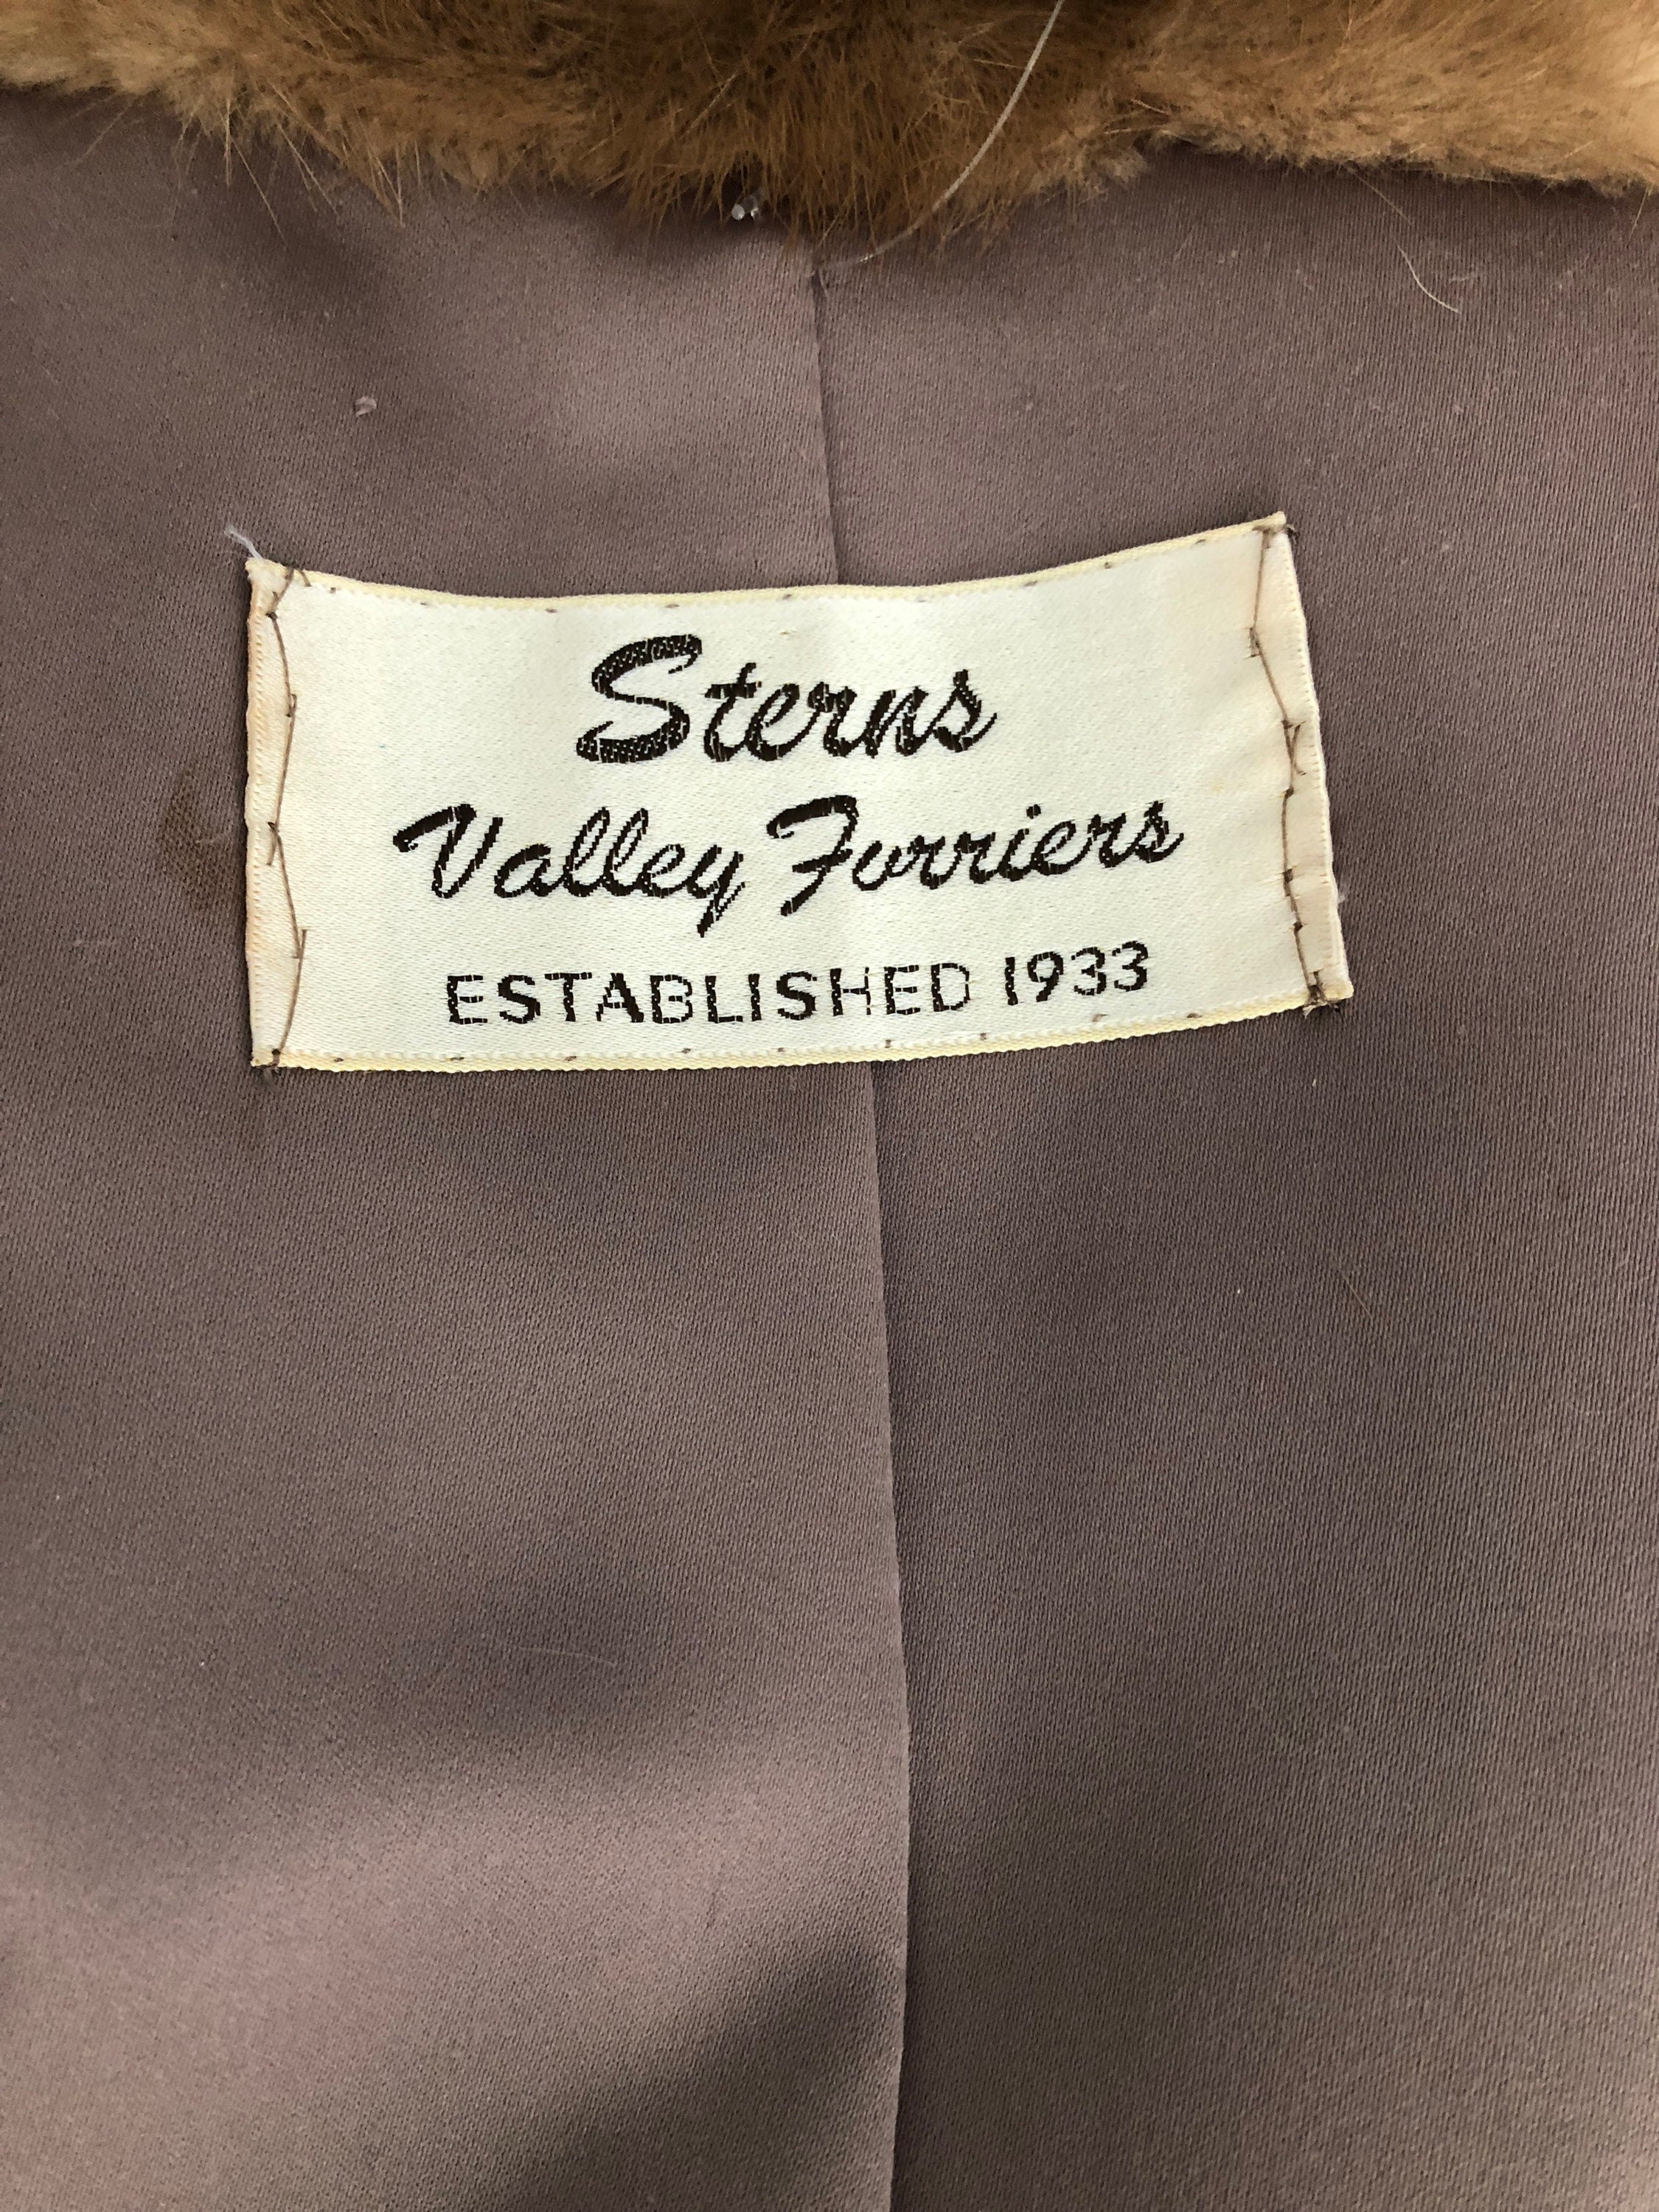 Sterns
Valley Furriers
ESTABLISHED 1933